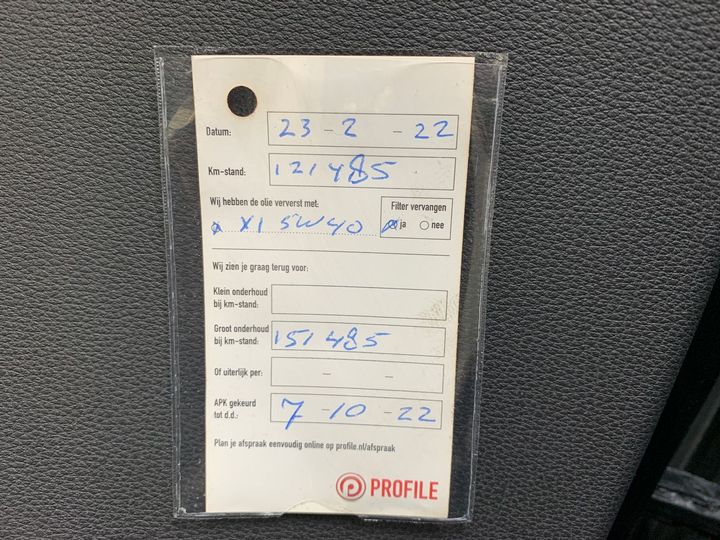 Datum: 23 - 2 - 22
Km-stand: 121485
Wij hebben de olie ververst met:
Filter vervangen
X1 5W40
ja nee
Wij zien je graag terug voor:
Klein onderhoud
bij km-stand:
Groot onderhoud
bij km-stand: 151485
Of uiterlijk per: - -
APK gekeurd
tot d.d.: 7 - 10 - 22
Plan je afspraak eenvoudig online op profile.nl/afspraak
PROFILE